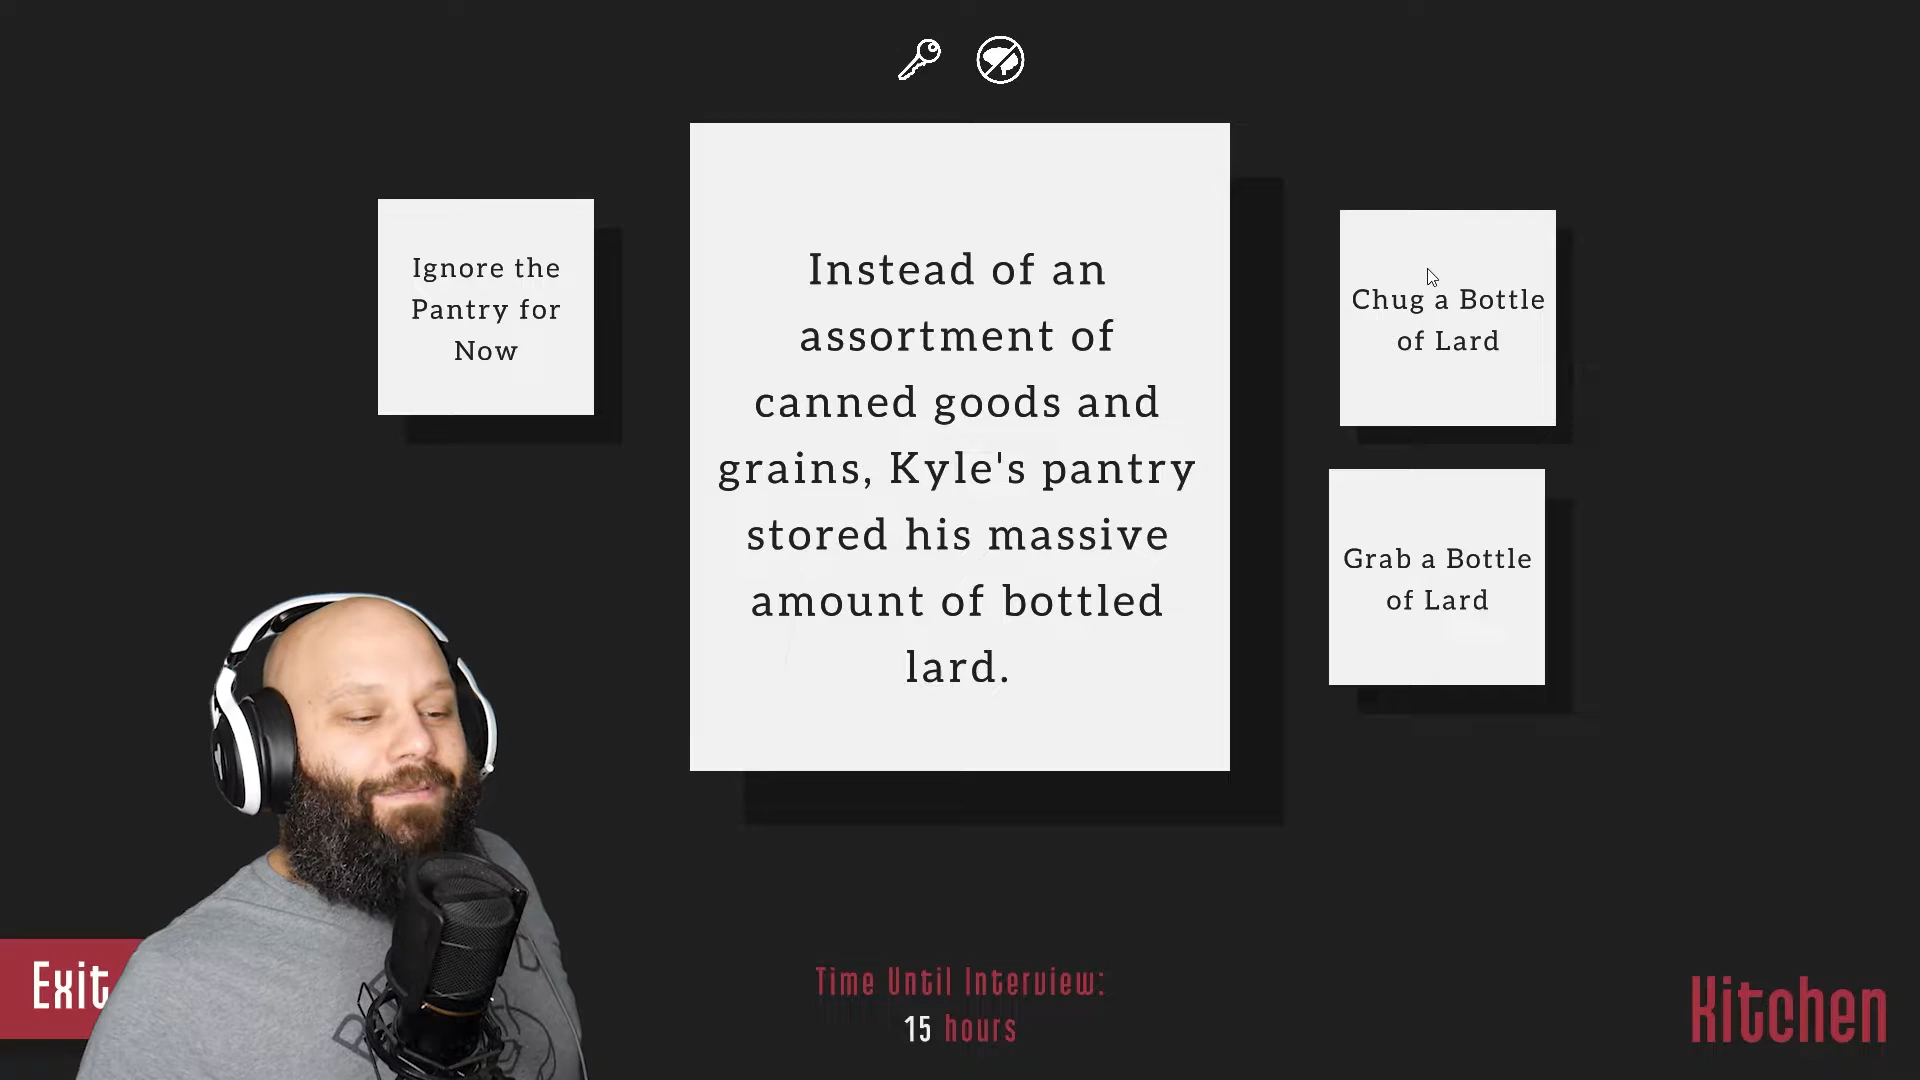 Ignore the
Pantry for
Now
Instead of an
assortment of
canned goods and
grains, Kyle's pantry
stored his massive
amount of bottled
lard.
Chug a Bottle
of Lard
Grab a Bottle
of Lard
Exit
Time Until Interview:
15 hours
Kitchen